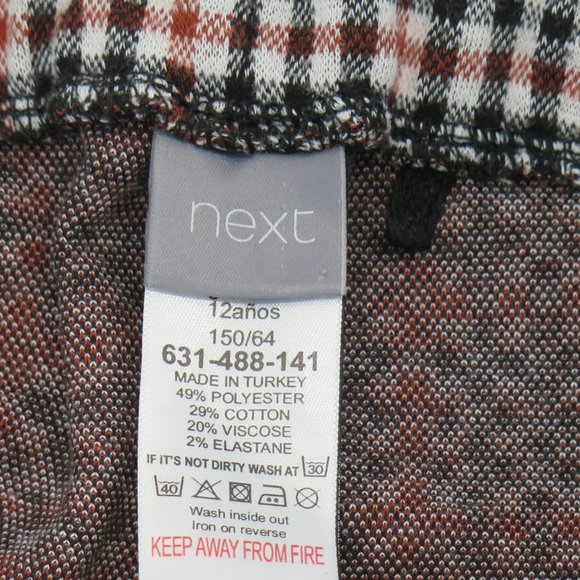 next
12años
150/64
631-488-141
MADE IN TURKEY
49% POLYESTER
29% COTTON
20% VISCOSE
2% ELASTANE
IF IT'S NOT DIRTY WASH AT 30
40
Wash inside out
Iron on reverse
KEEP AWAY FROM FIRE